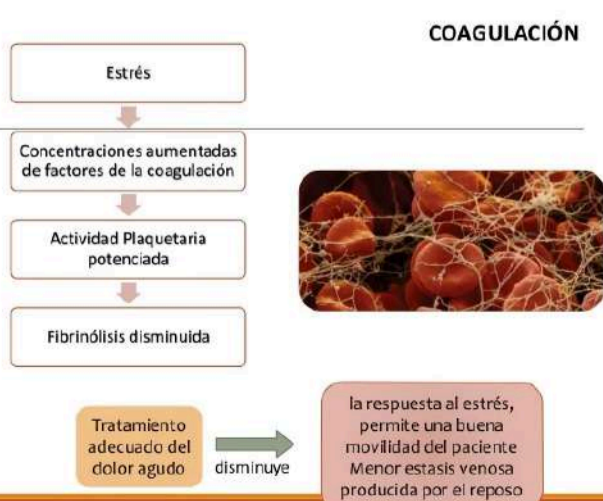 COAGULACIÓN
Estrés
Concentraciones aumentadas
de factores de la coagulación
Actividad Plaquetaria
potenciada
Fibrinólisis disminuida
Tratamiento
adecuado del
dolor agudo
disminuye
la respuesta al estrés,
permite una buena
movilidad del paciente
Menor estasis venosa
producida por el reposo